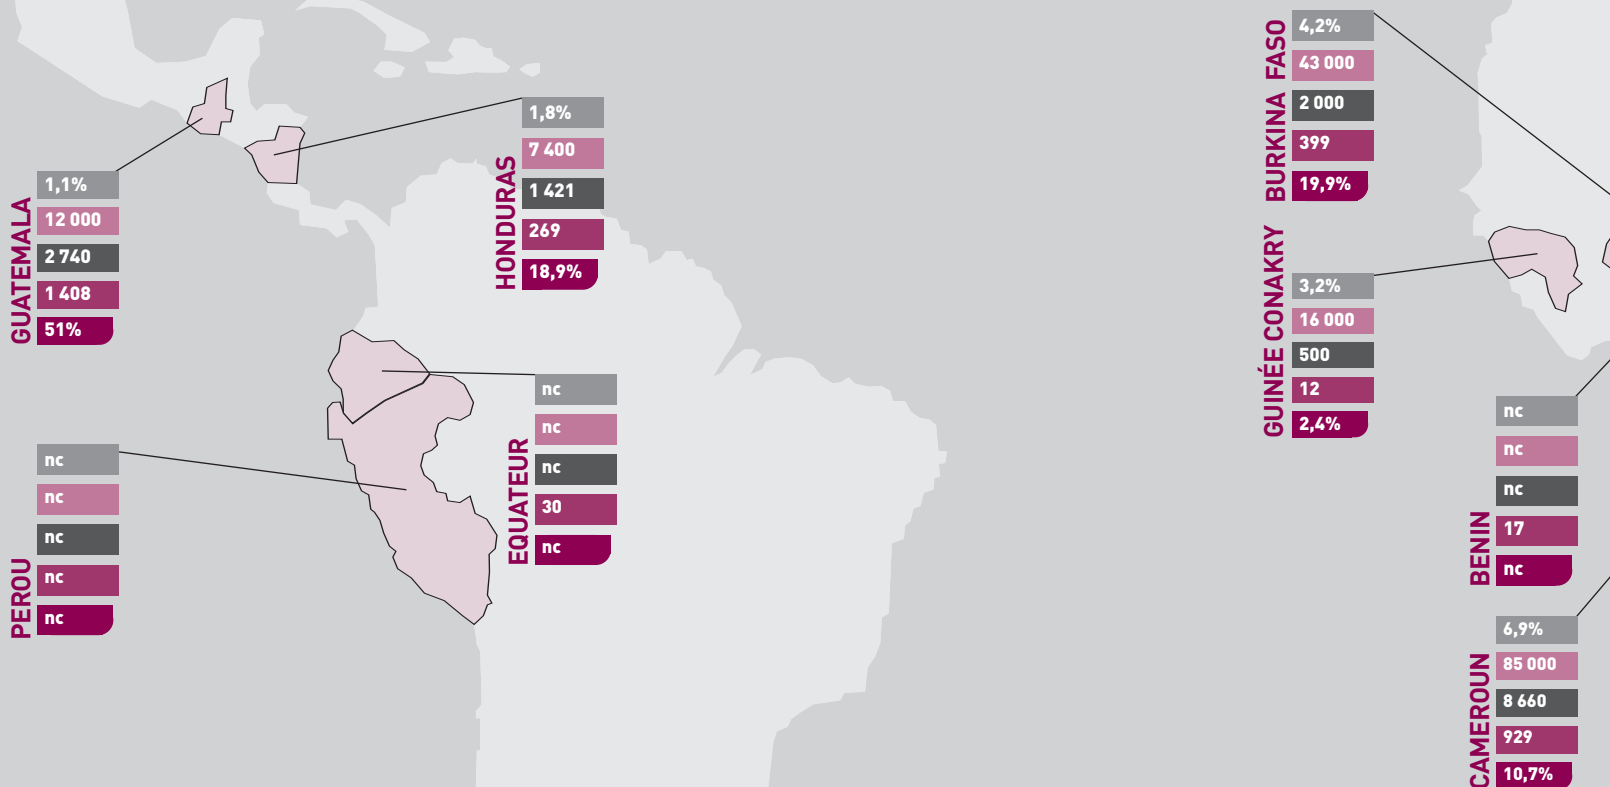 GUATEMALA
1,1%
12 000
2 740
1 408
51%
HONDURAS
1,8%
7 400
1 421
269
18,9%
PEROU
nc
nc
nc
nc
nc
EQUATEUR
nc
nc
nc
30
nc
BURKINA FASO
4,2%
43 000
2 000
399
19,9%
GUINÉE CONAKRY
3,2%
16 000
500
12
2,4%
BENIN
nc
nc
nc
17
nc
CAMEROUN
6,9%
85 000
8 660
929
10,7%